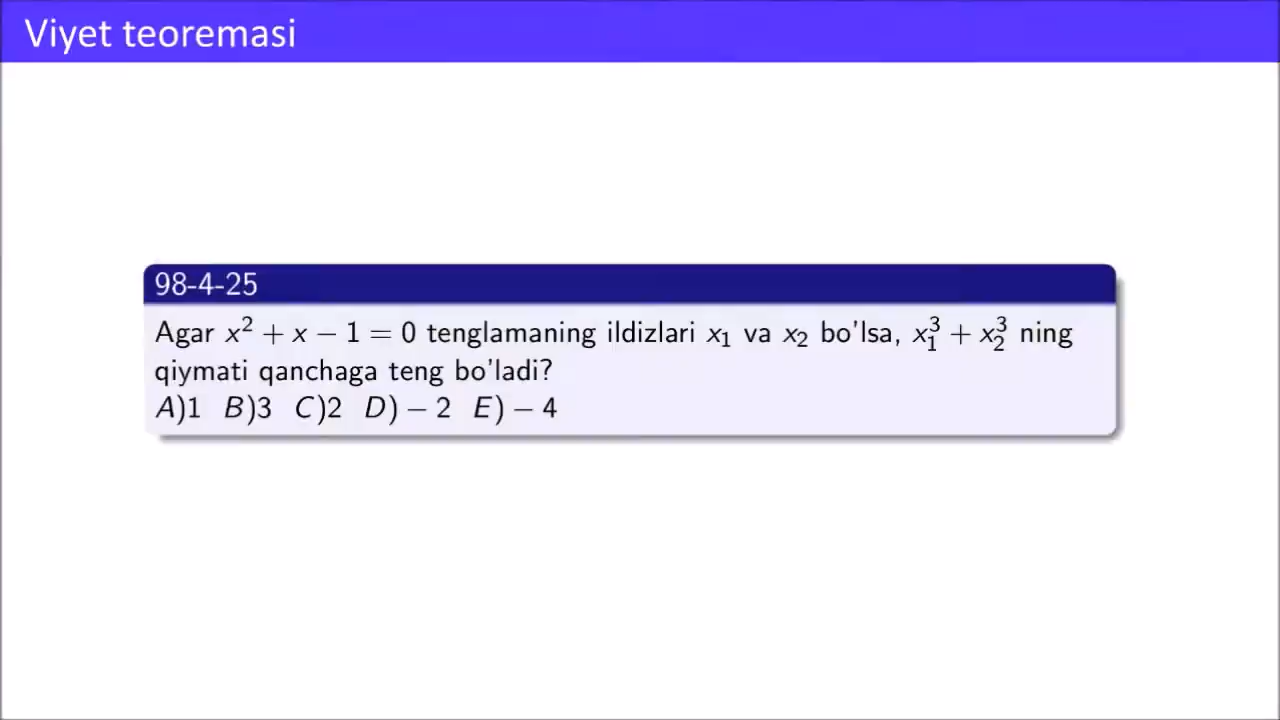 Viyet teoremasi
98-4-25
Agar x² + x − 1 = 0 tenglamaning ildizlari x₁ va x₂ bo'lsa, x₁³ + x₂³ ning
qiymati qanchaga teng bo'ladi?
A)1 B)3 C)2 D) − 2 E) − 4